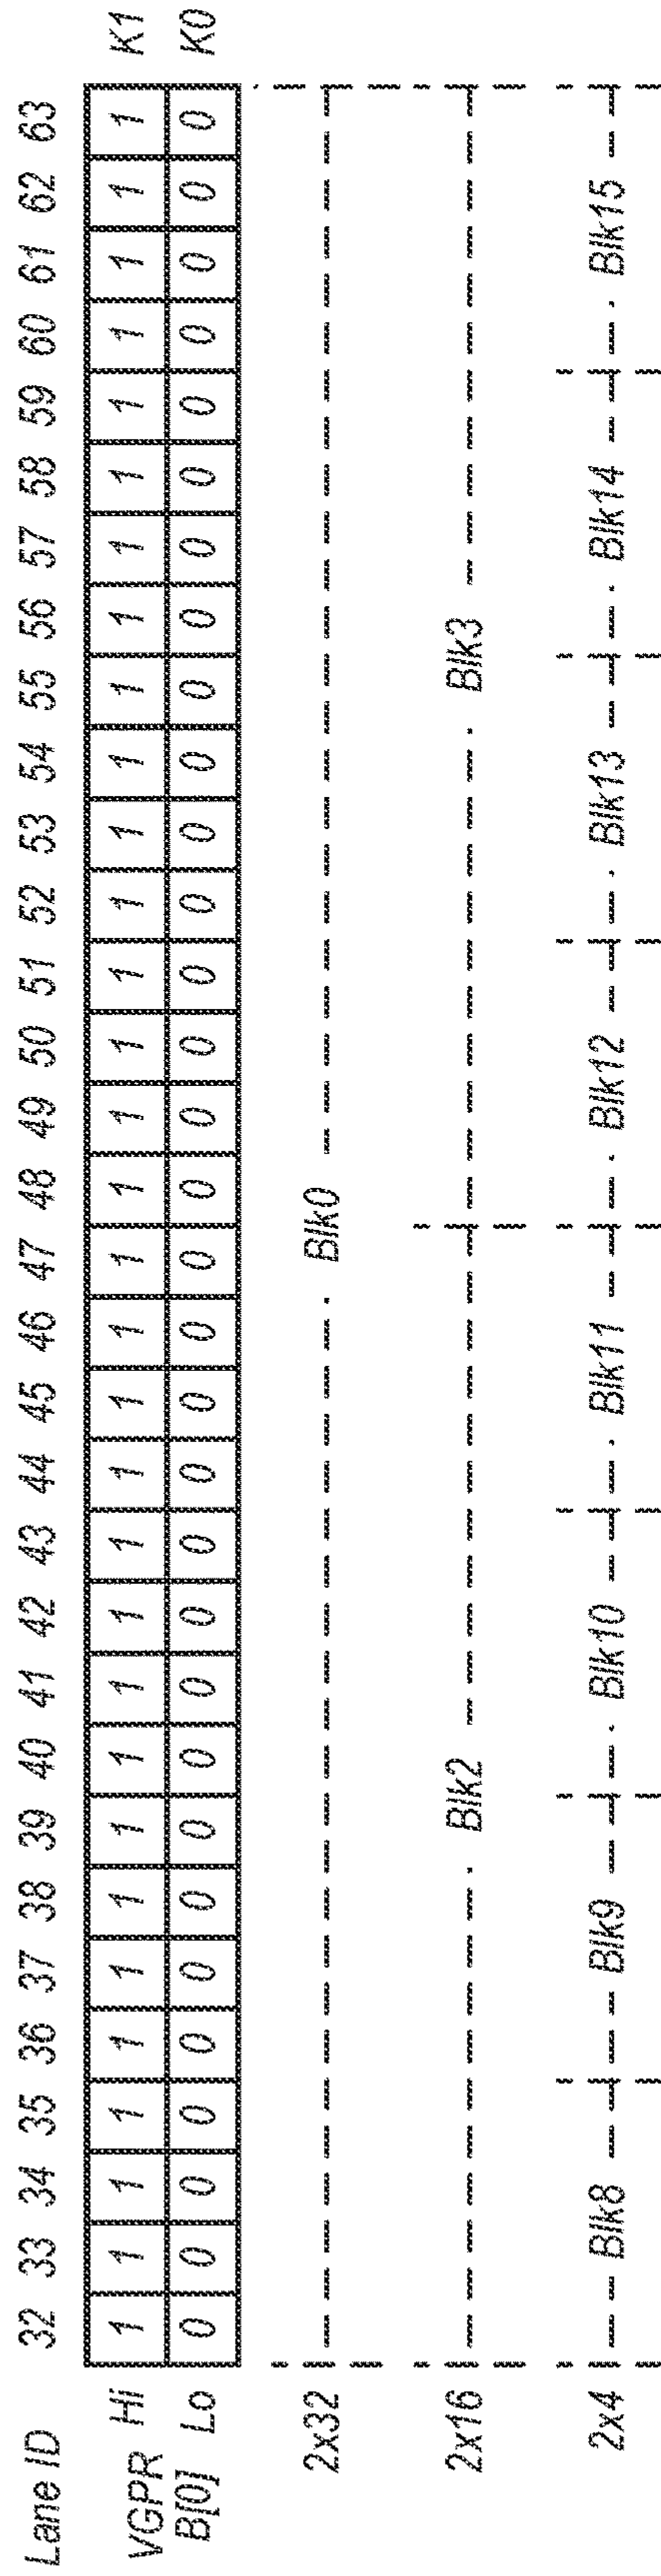 Lane ID 32 33 34 35 36 37 38 39 40 41 42 43 44 45 46 47 48 49 50 51 52 53 54 55 56 57 58 59 60 61 62 63
VGPR Hi 1 1 1 1 1 1 1 1 1 1 1 1 1 1 1 1 1 1 1 1 1 1 1 1 1 1 1 1 1 1 1 1 K1
B[0] Lo 0 0 0 0 0 0 0 0 0 0 0 0 0 0 0 0 0 0 0 0 0 0 0 0 0 0 0 0 0 0 0 0 K0
2x32 Blk0
2x16 Blk2 Blk3
2x4 Blk8 Blk9 Blk10 Blk11 Blk12 Blk13 Blk14 Blk15